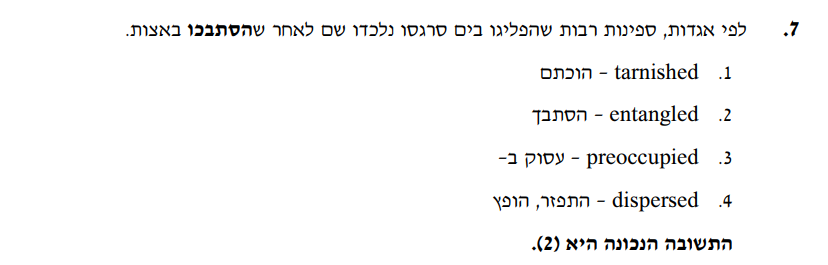 7. לפי אגדות, ספינות רבות שהפליגו בים סרגסו נלכדו שם לאחר שהסתבכו באצות.
1. tarnished – הוכתם
2. entangled – הסתבך
3. preoccupied – עסוק ב–
4. dispersed – התפזר, הופץ
התשובה הנכונה היא (2).